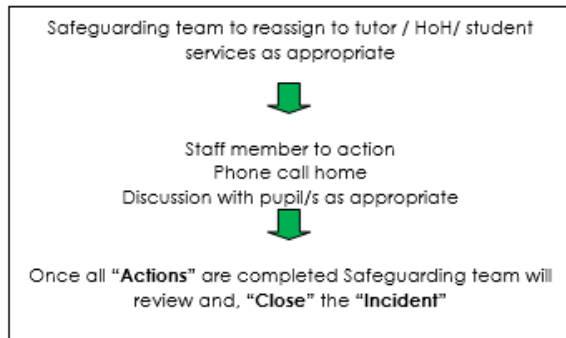 Safeguarding team to reassign to tutor / HoH/ student
services as appropriate
Staff member to action
Phone call home
Discussion with pupil/s as appropriate
Once all “Actions” are completed Safeguarding team will
review and, “Close” the “Incident”